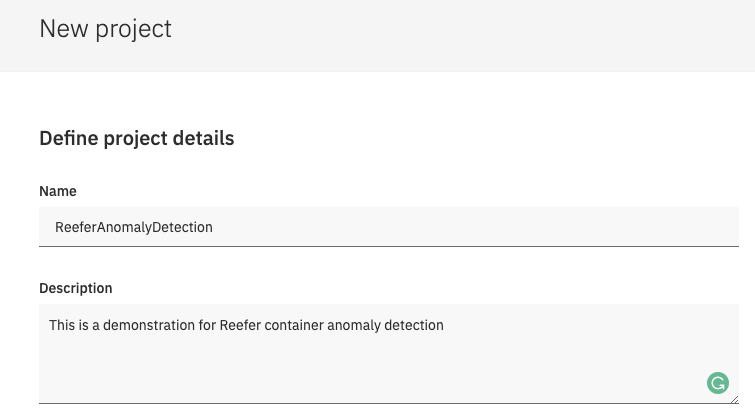 New project
Define project details
Name
ReeferAnomalyDetection
Description
This is a demonstration for Reefer container anomaly detection